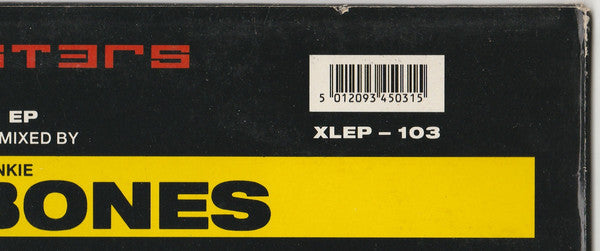 sters
5 012093 450315
EP
MIXED BY
XLEP – 103
NKIE
BONES